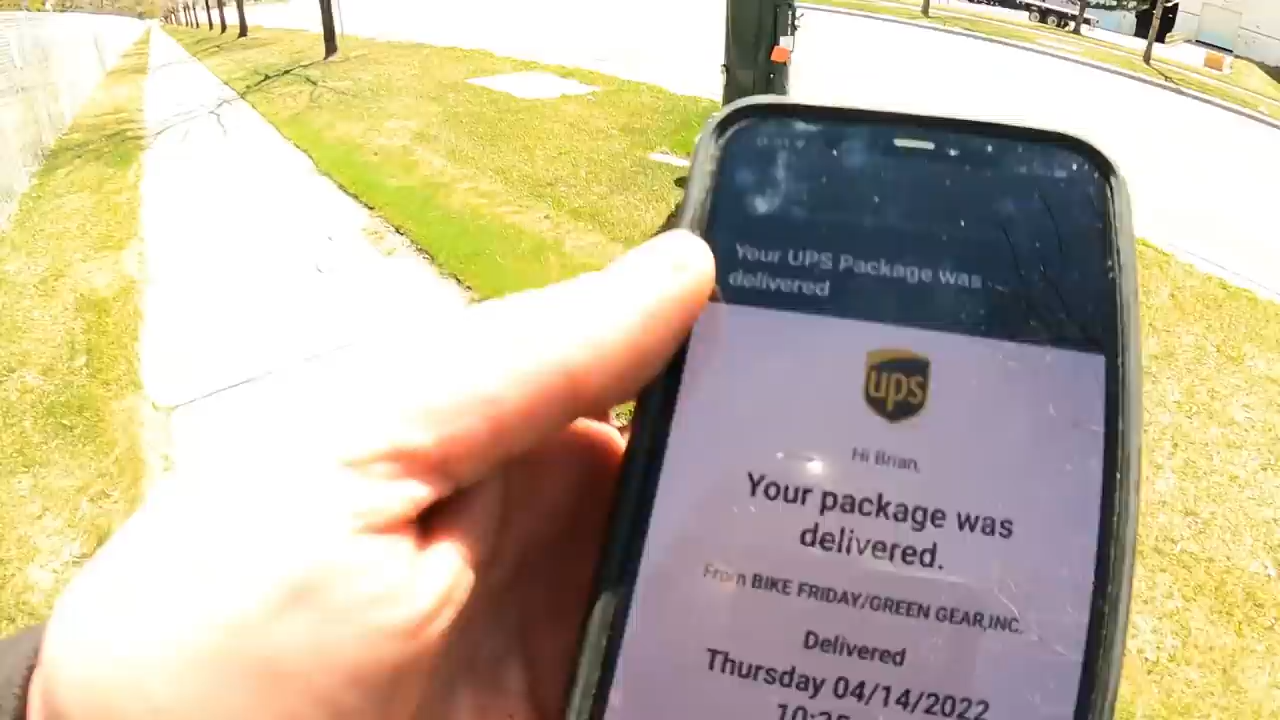 Your UPS Package was
delivered
ups
Hi Brian,
Your package was
delivered.
From BIKE FRIDAY/GREEN GEAR,INC.
Delivered
Thursday 04/14/2022